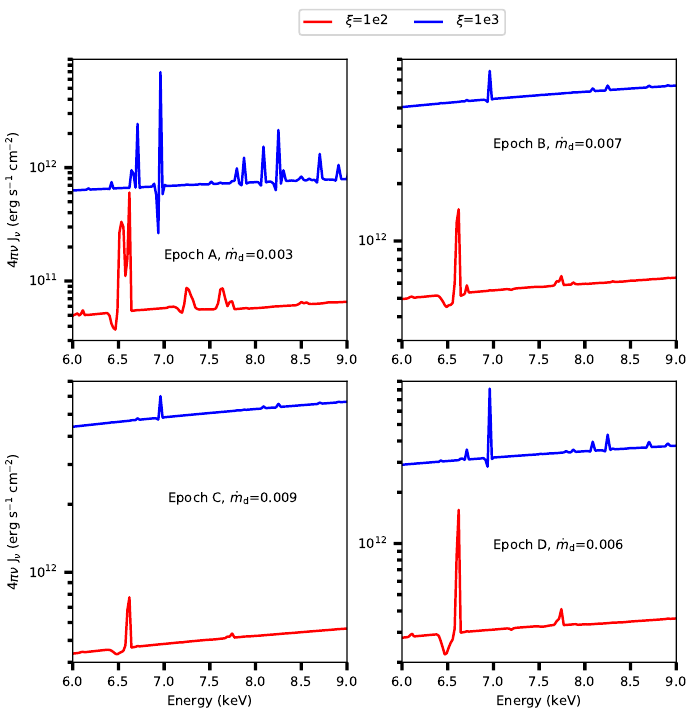 ξ=1e2 ξ=1e3
4πν Jν (erg s⁻¹ cm⁻²)
10¹²
10¹¹
Epoch A, ṁd=0.003
6.0 6.5 7.0 7.5 8.0 8.5 9.0
10¹²
Epoch B, ṁd=0.007
6.0 6.5 7.0 7.5 8.0 8.5 9.0
4πν Jν (erg s⁻¹ cm⁻²)
10¹²
Epoch C, ṁd=0.009
6.0 6.5 7.0 7.5 8.0 8.5 9.0
Energy (keV)
10¹²
Epoch D, ṁd=0.006
6.0 6.5 7.0 7.5 8.0 8.5 9.0
Energy (keV)